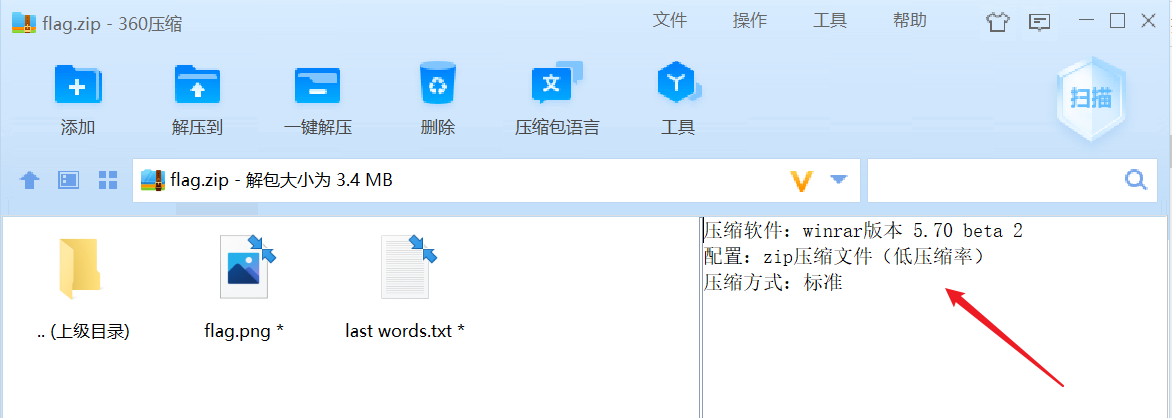 flag.zip - 360压缩
文件 操作 工具 帮助
添加 解压到 一键解压 删除 压缩包语言 工具
扫描
flag.zip - 解包大小为 3.4 MB
.. (上级目录) flag.png * last words.txt *
压缩软件：winrar版本 5.70 beta 2
配置：zip压缩文件（低压缩率）
压缩方式：标准